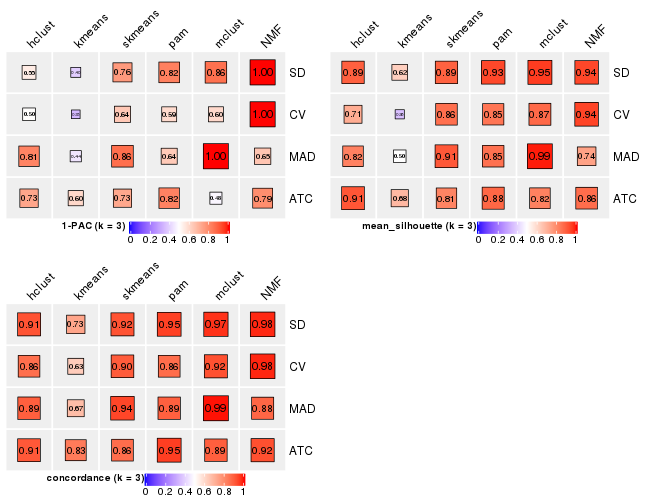 hclust kmeans skmeans pam mclust NMF
0.55 0.76 0.82 0.86 1.00 SD
0.50 0.64 0.59 0.60 1.00 CV
0.81 0.44 0.86 0.64 1.00 0.65 MAD
0.73 0.60 0.73 0.82 0.48 0.79 ATC
1-PAC (k = 3)
0 0.2 0.4 0.6 0.8 1
hclust kmeans skmeans pam mclust NMF
0.89 0.62 0.89 0.93 0.95 0.94 SD
0.71 0.86 0.85 0.87 0.94 CV
0.82 0.50 0.91 0.85 0.99 0.74 MAD
0.91 0.68 0.81 0.88 0.82 0.86 ATC
mean_silhouette (k = 3)
0 0.2 0.4 0.6 0.8 1
hclust kmeans skmeans pam mclust NMF
0.91 0.73 0.92 0.95 0.97 0.98 SD
0.86 0.63 0.90 0.86 0.92 0.98 CV
0.89 0.67 0.94 0.89 0.99 0.88 MAD
0.91 0.83 0.86 0.95 0.89 0.92 ATC
concordance (k = 3)
0 0.2 0.4 0.6 0.8 1